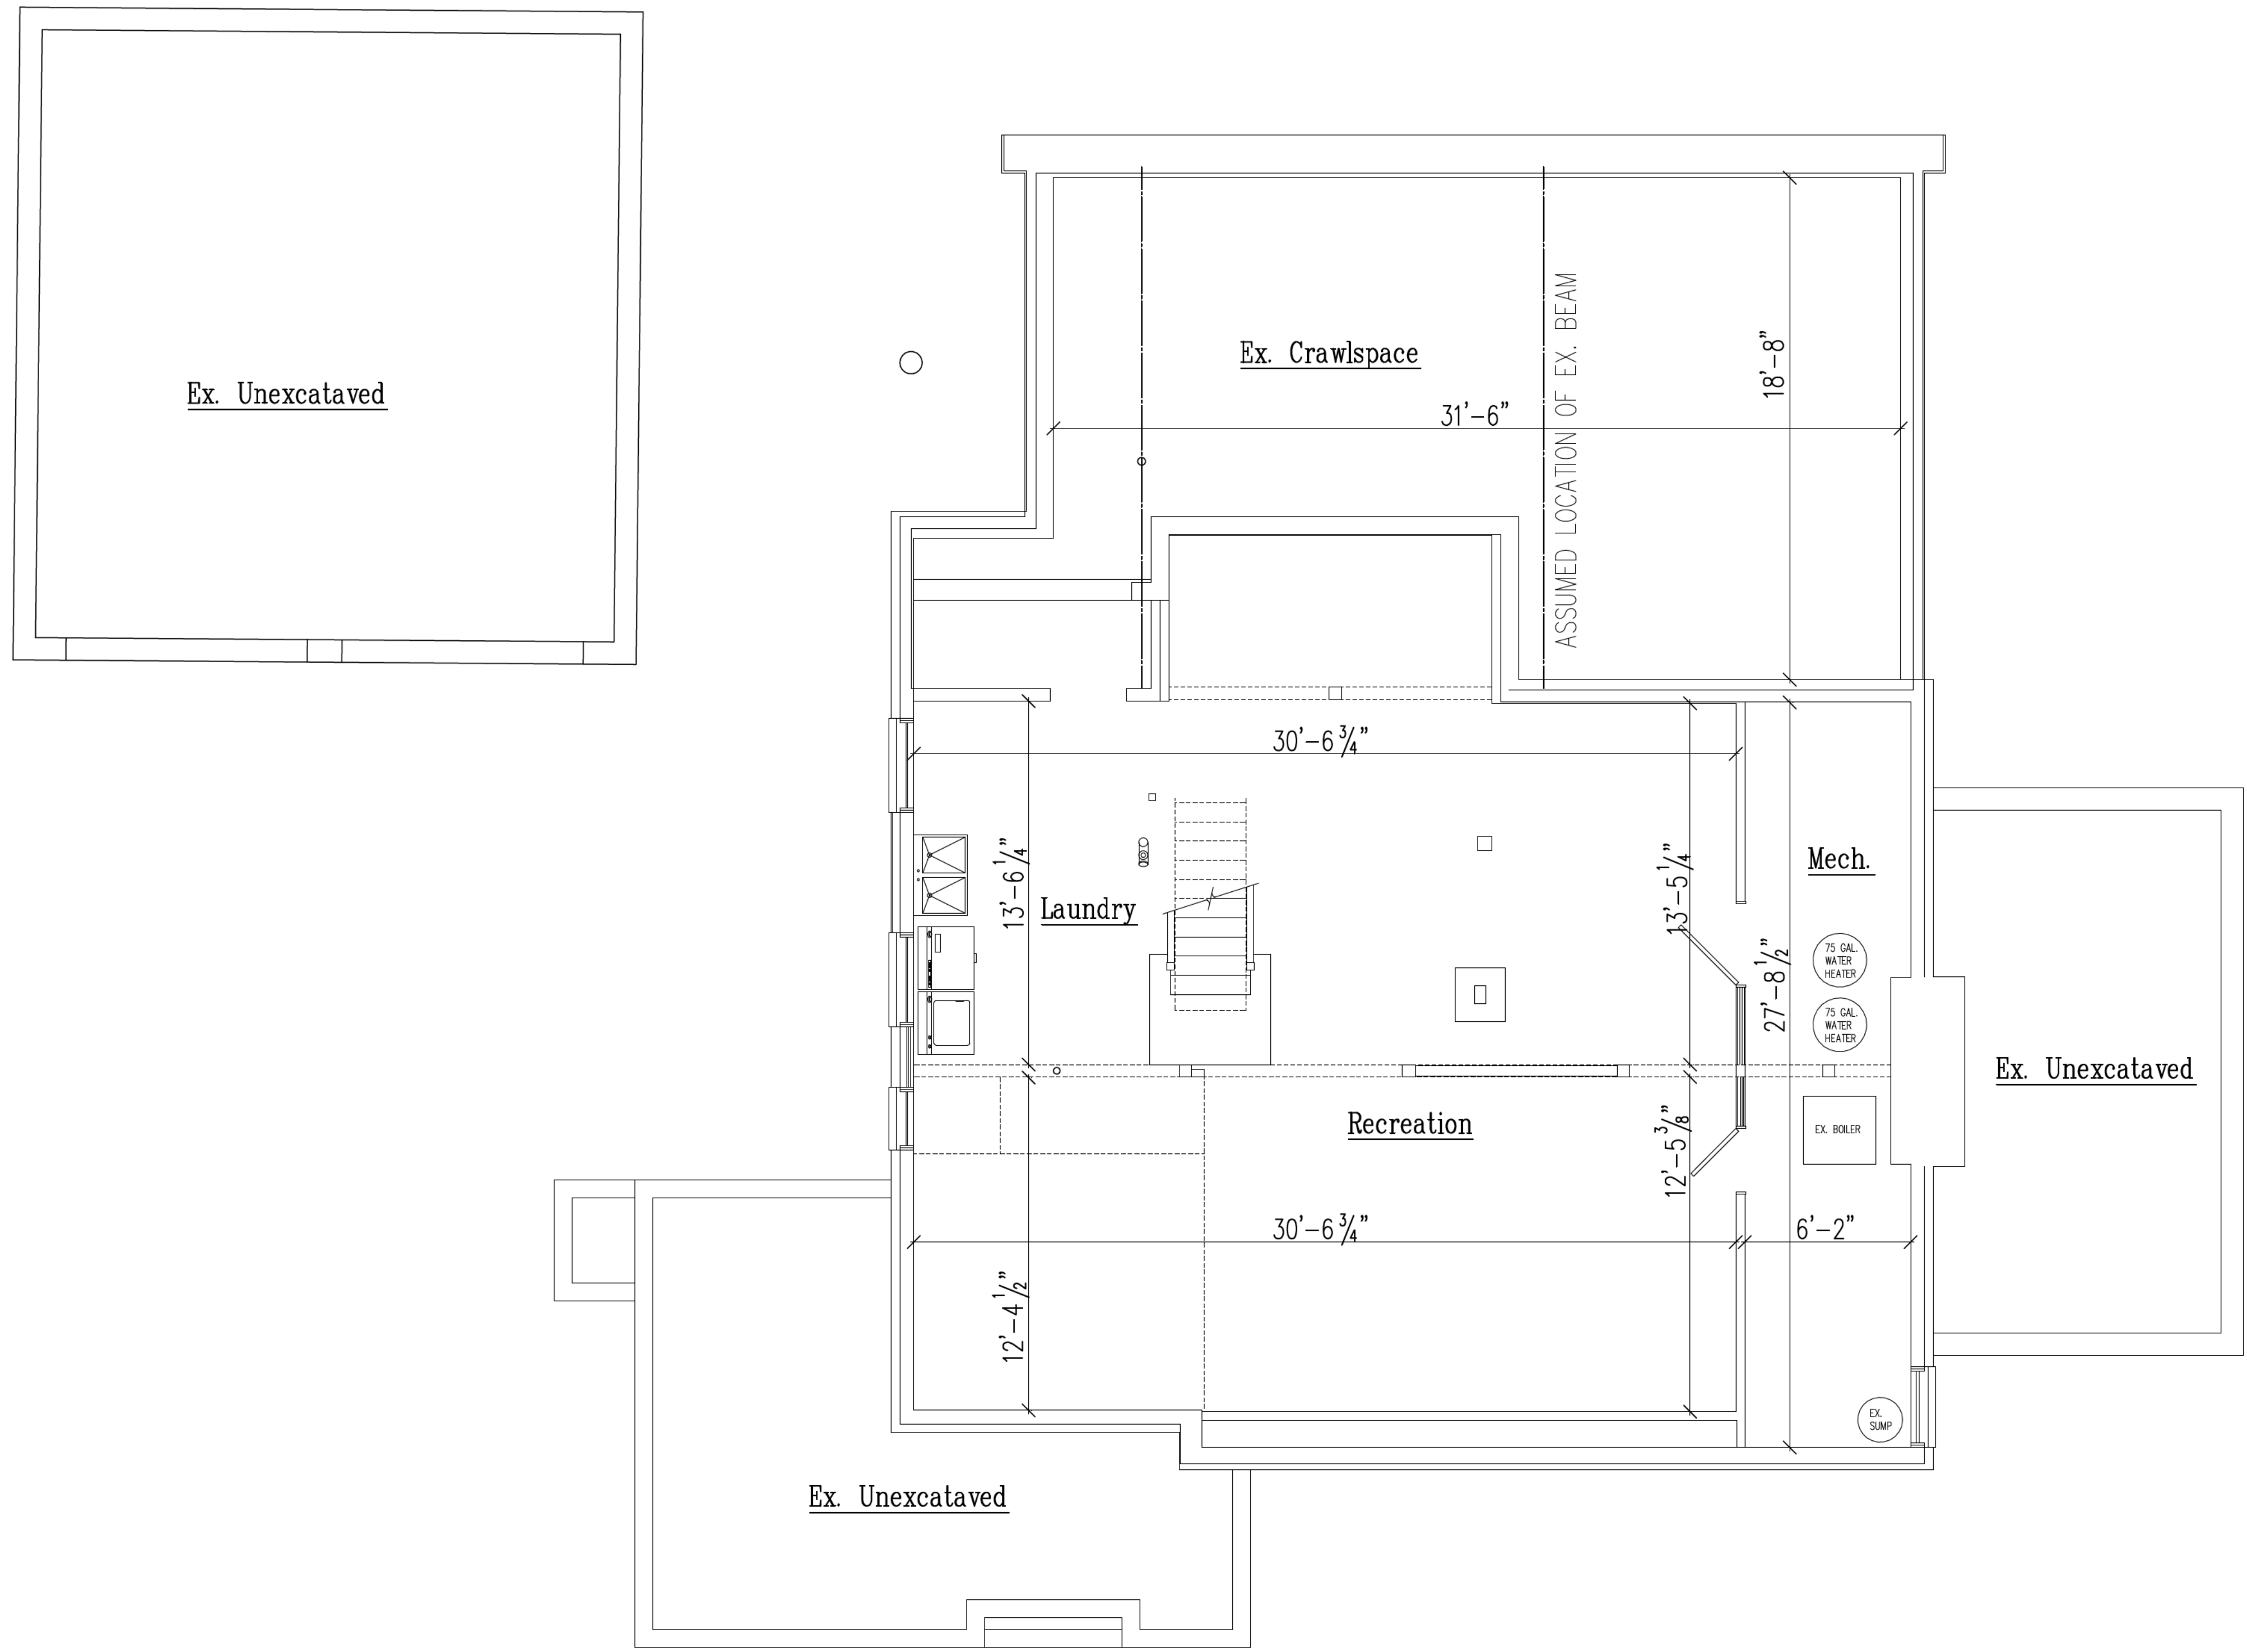 Ex. Unexcataved
Ex. Crawlspace
ASSUMED LOCATION OF EX. BEAM
18'-8"
31'-6"
30'-6 3/4"
13'-6 1/4"
Laundry
13'-5 1/4"
Mech.
27'-8 1/2"
75 GAL.
WATER
HEATER
75 GAL.
WATER
HEATER
Ex. Unexcataved
Recreation
12'-5 3/8"
EX. BOILER
30'-6 3/4"
6'-2"
12'-4 1/2"
EX.
SUMP
Ex. Unexcataved